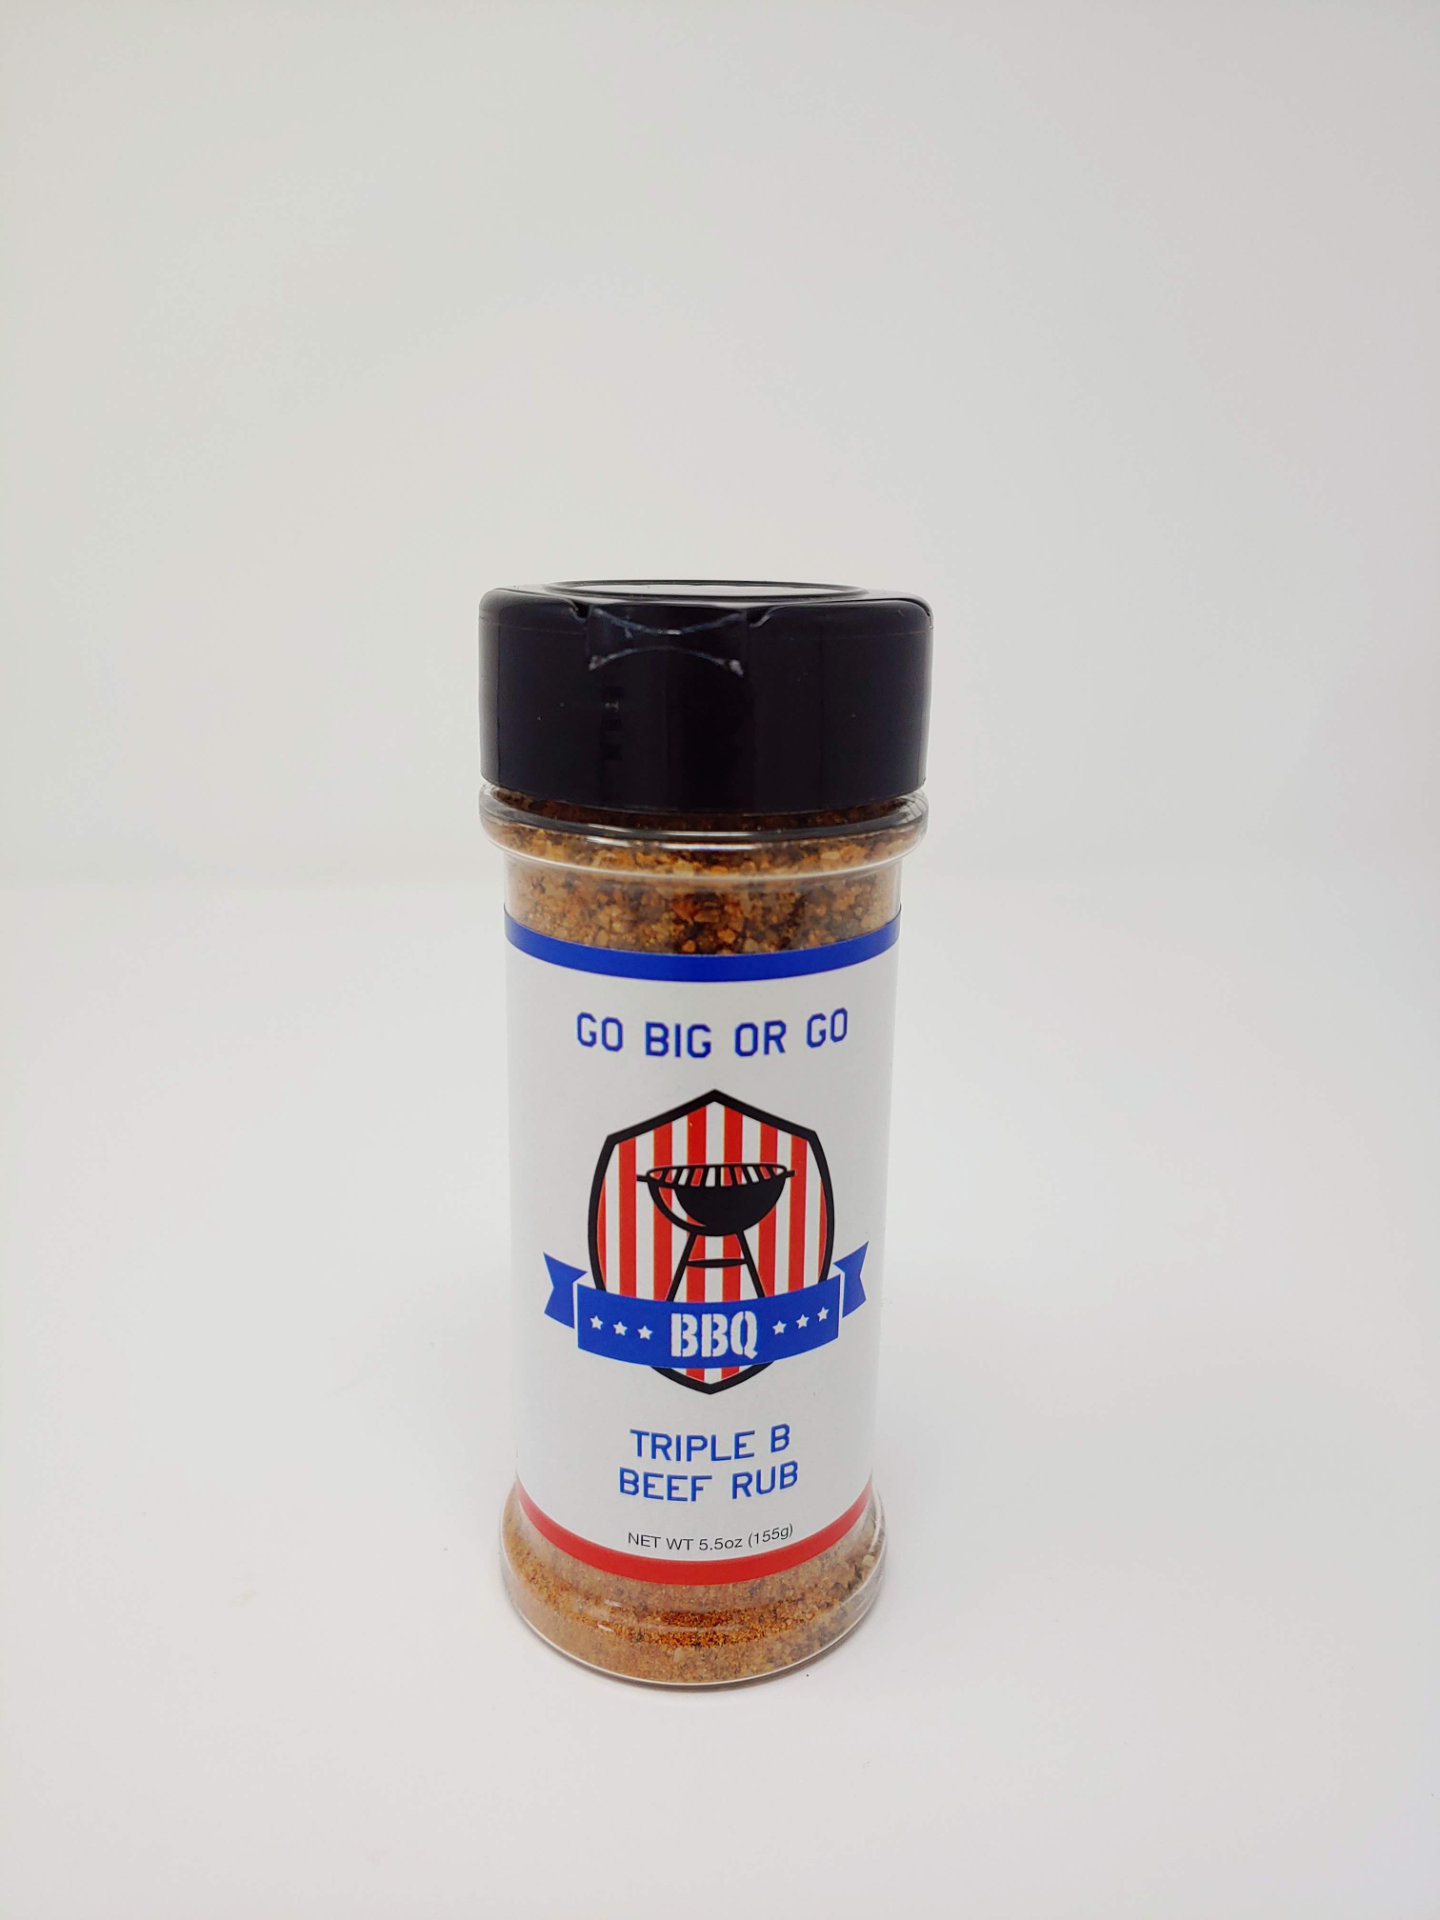 GO BIG OR GO
BBQ
TRIPLE B
BEEF RUB
NET WT 5.5oz (155g)